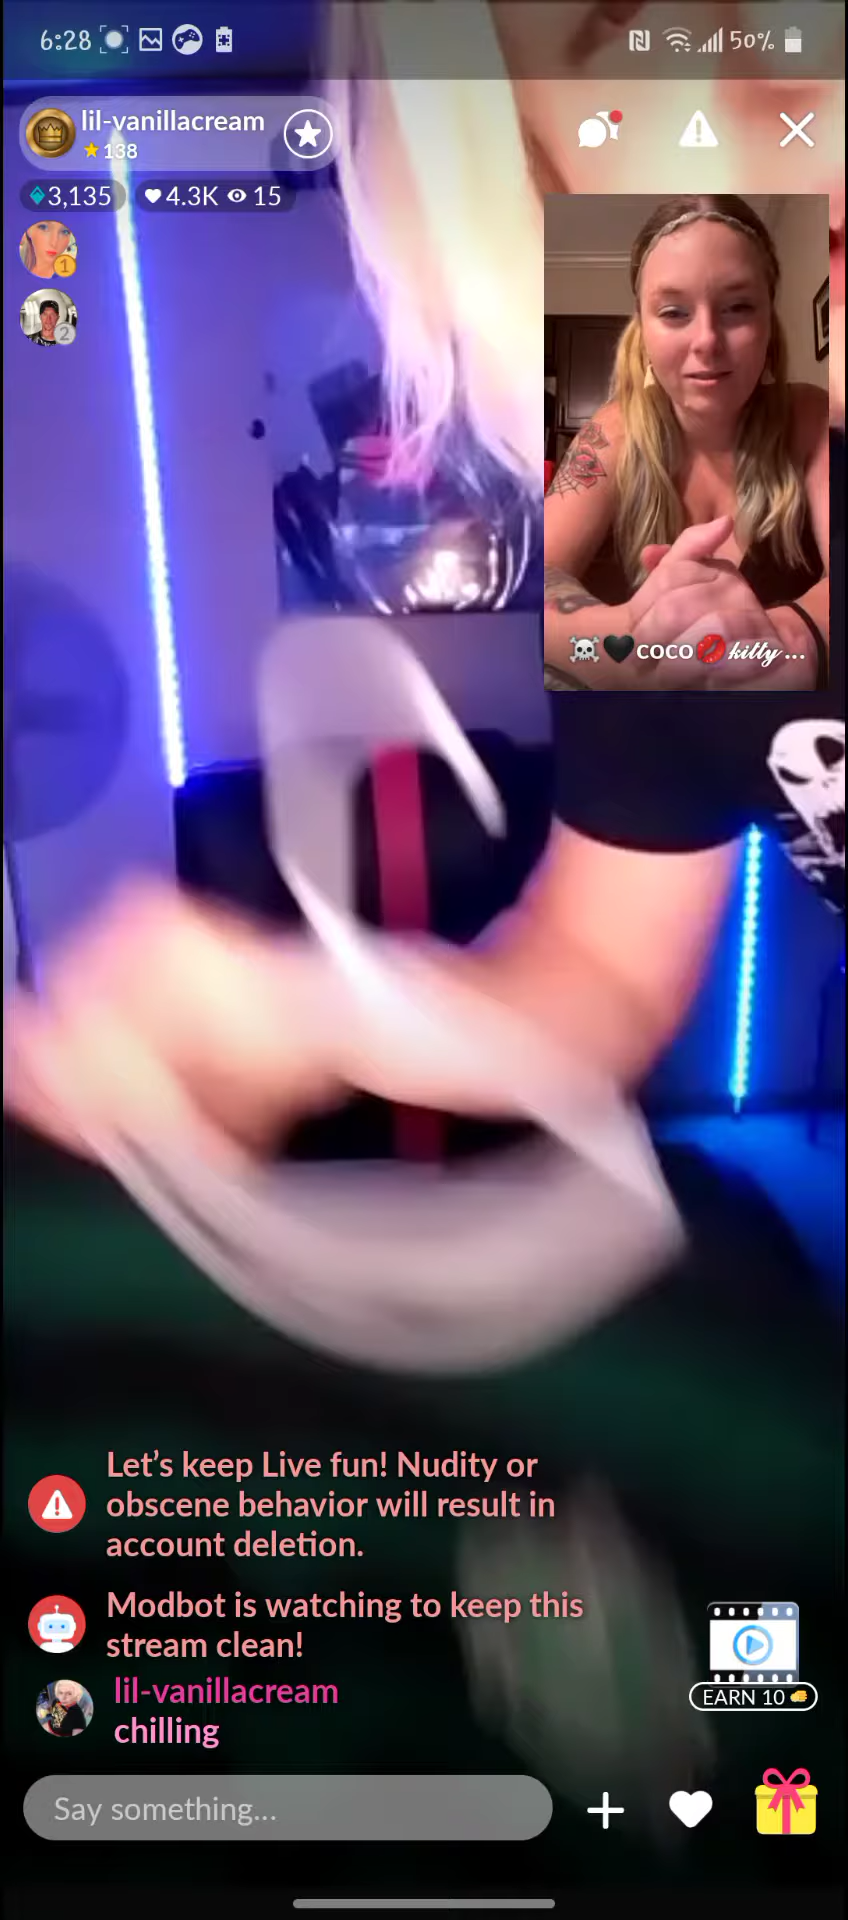 6:28
50%
lil-vanillacream
138
3,135
4.3K
15
1
2
coco💋𝓴𝓲𝓽𝓽𝔂...
Let's keep Live fun! Nudity or
obscene behavior will result in
account deletion.
Modbot is watching to keep this
stream clean!
lil-vanillacream
chilling
EARN 10
Say something...